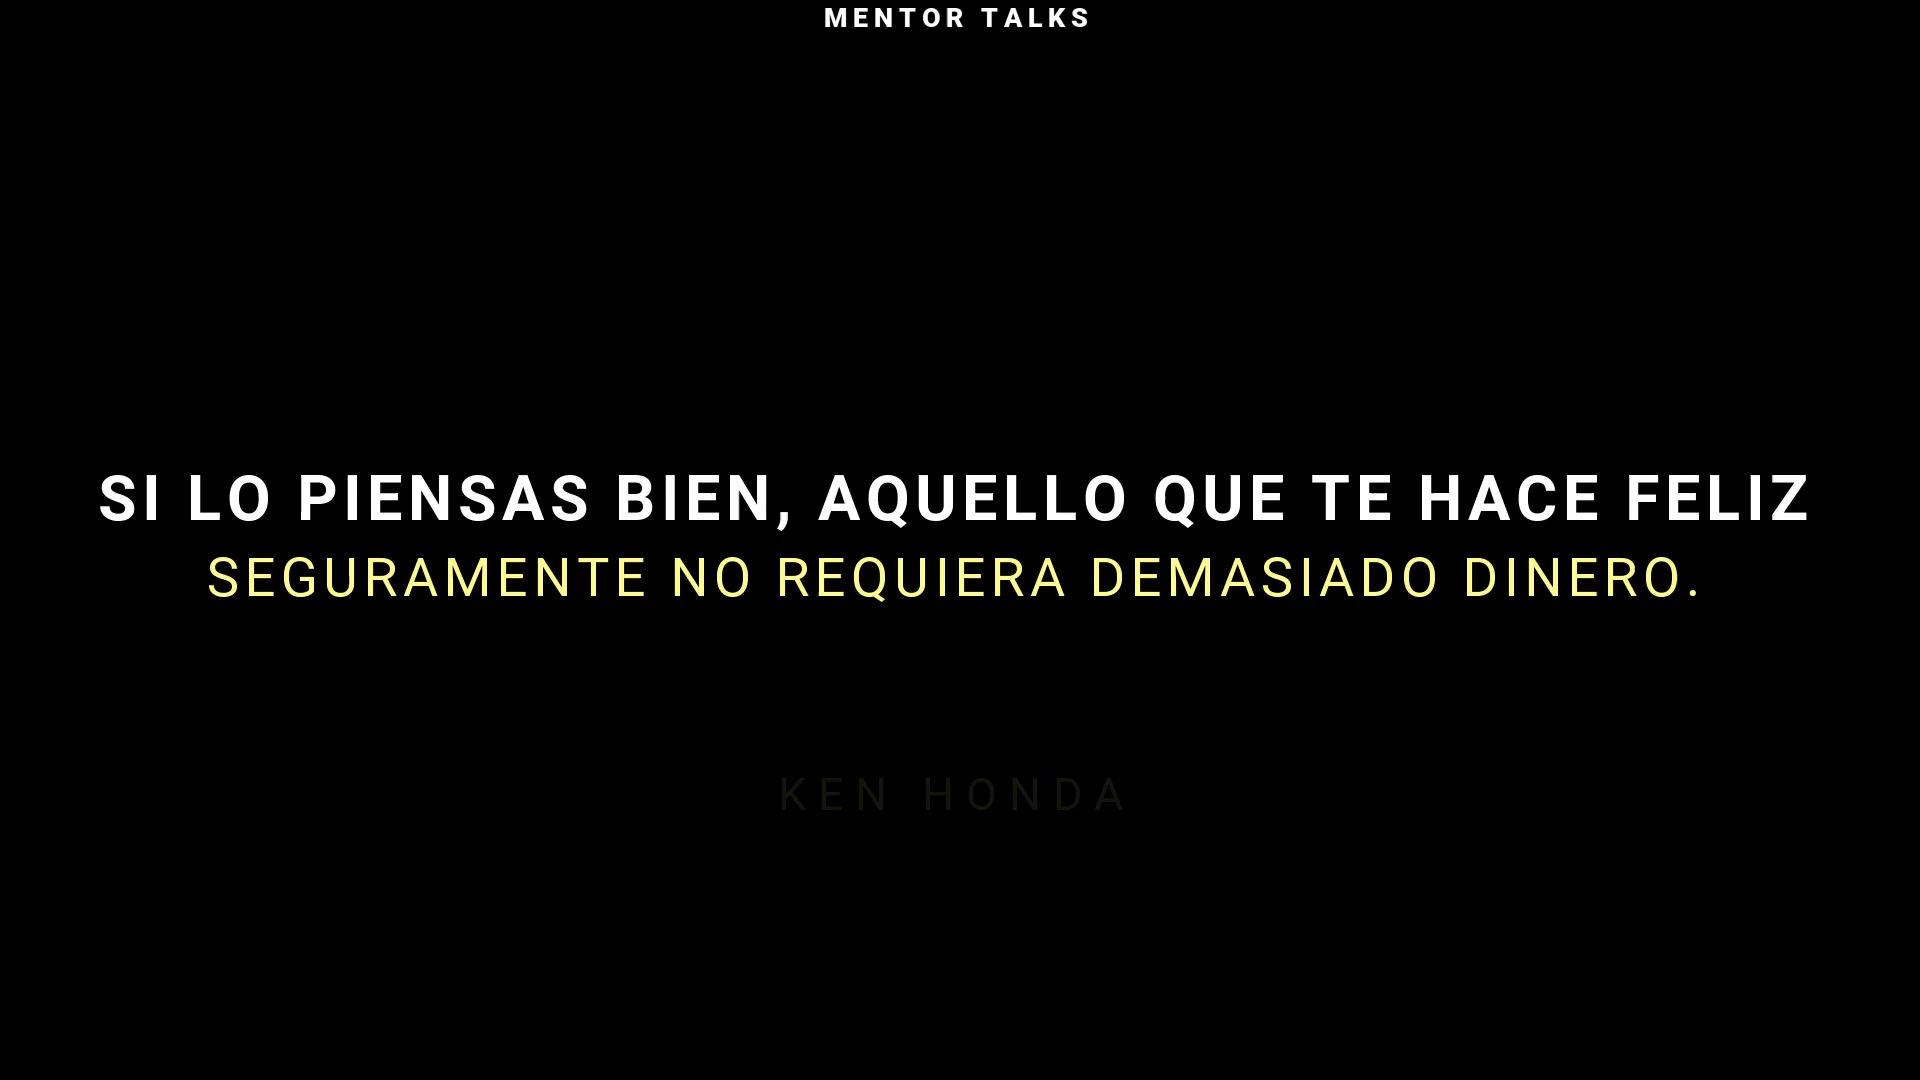 MENTOR TALKS
SI LO PIENSAS BIEN, AQUELLO QUE TE HACE FELIZ
SEGURAMENTE NO REQUIERA DEMASIADO DINERO.
KEN HONDA